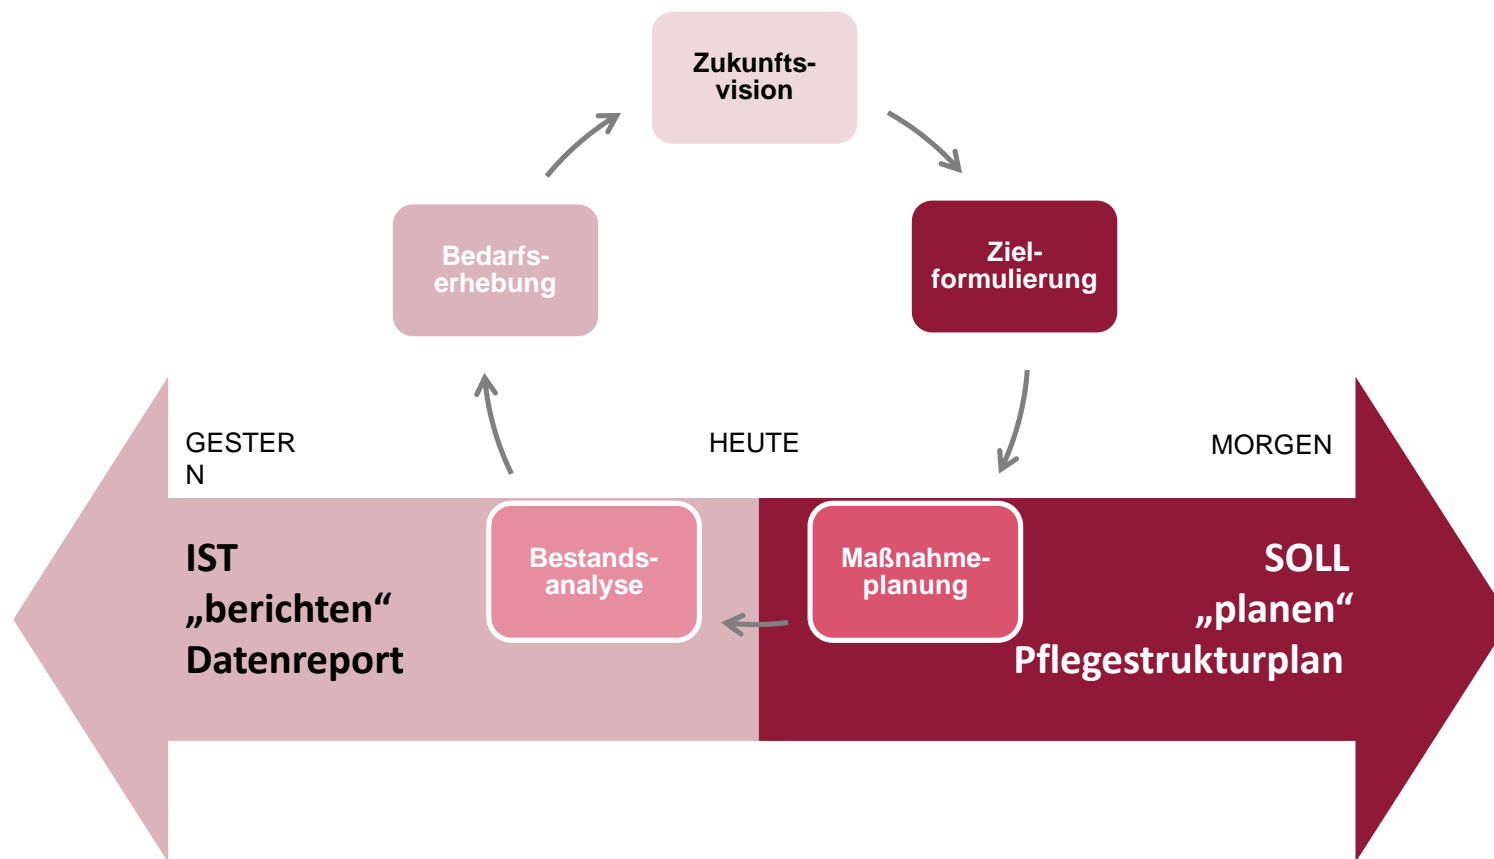 Zukunfts-
vision
Bedarfs-
erhebung
Ziel-
formulierung
GESTER
N
HEUTE
MORGEN
Bestands-
analyse
Maßnahme-
planung
IST
„berichten“
Datenreport
SOLL
„planen“
Pflegestrukturplan